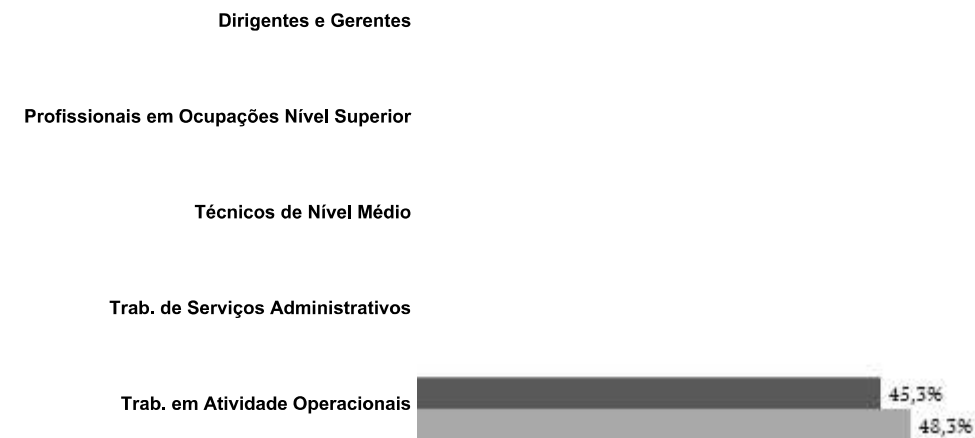 Dirigentes e Gerentes
Profissionais em Ocupações Nível Superior
Técnicos de Nível Médio
Trab. de Serviços Administrativos
Trab. em Atividade Operacionais
45,3%
48,3%